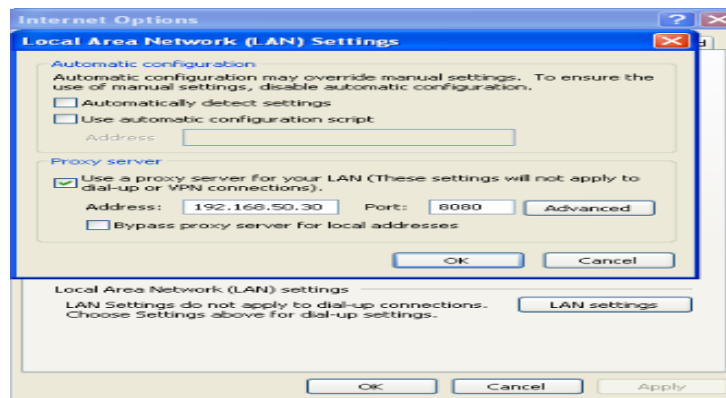 Internet Options
Local Area Network (LAN) Settings
Automatic configuration
Automatic configuration may override manual settings. To ensure the
use of manual settings, disable automatic configuration.
Automatically detect settings
Use automatic configuration script
Address
Proxy server
Use a proxy server for your LAN (These settings will not apply to
dial-up or VPN connections).
Address: 192.168.50.30 Port: 8080 Advanced
Bypass proxy server for local addresses
OK Cancel
Local Area Network (LAN) settings
LAN Settings do not apply to dial-up connections. LAN settings
Choose Settings above for dial-up settings.
OK Cancel Apply